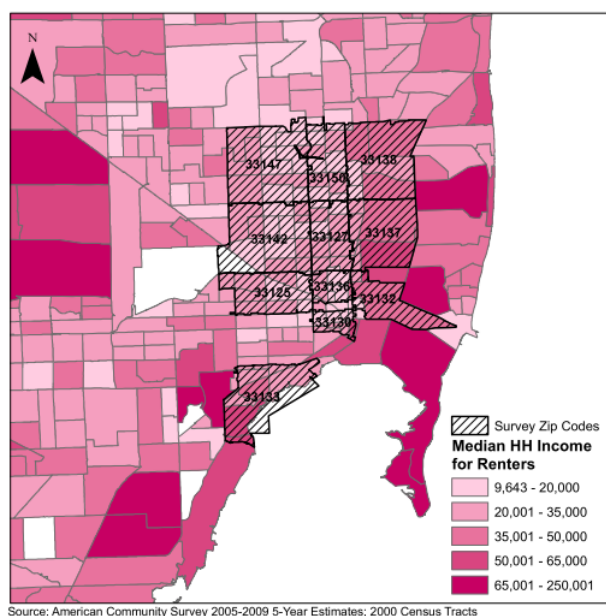 N
33147
33150
33138
33142
33127
33137
33125
33136
33132
33130
33133
Survey Zip Codes
Median HH Income
for Renters
9,643 - 20,000
20,001 - 35,000
35,001 - 50,000
50,001 - 65,000
65,001 - 250,001
Source: American Community Survey 2005-2009 5-Year Estimates; 2000 Census Tracts